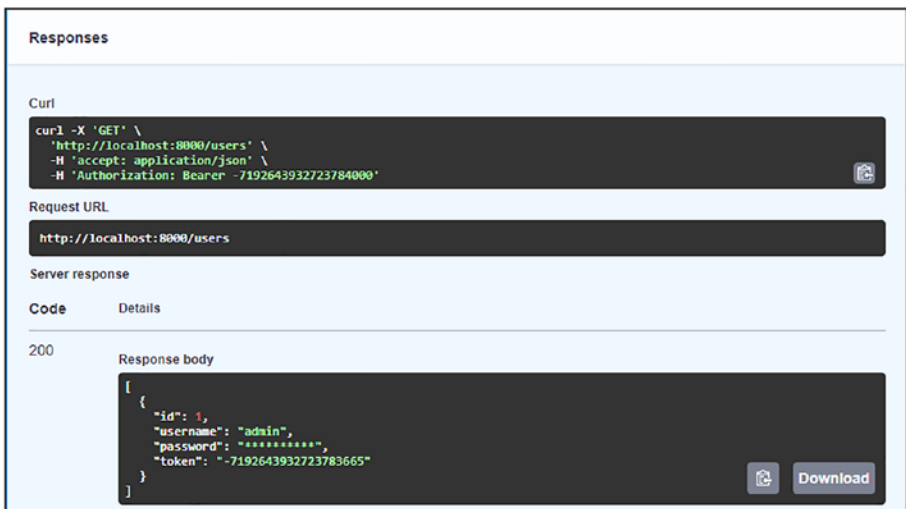 Responses
Curl
curl -X 'GET' \
'http://localhost:8000/users' \
-H 'accept: application/json' \
-H 'Authorization: Bearer -7192643932723784000'
Request URL
http://localhost:8000/users
Server response
Code Details
200
Response body
[
{
"id": 1,
"username": "admin",
"password": "**********",
"token": "-7192643932723783665"
}
]
Download